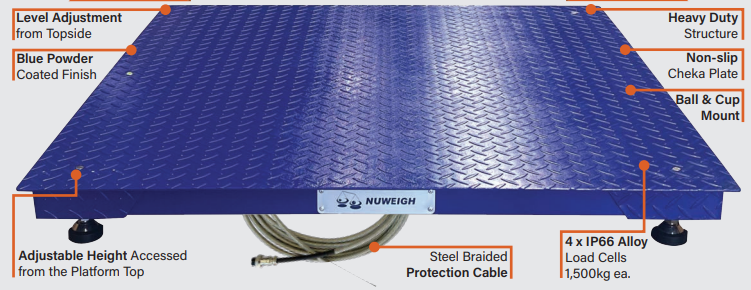 Level Adjustment
from Topside
Blue Powder
Coated Finish
Heavy Duty
Structure
Non-slip
Cheka Plate
Ball & Cup
Mount
NUWEIGH
Adjustable Height Accessed
from the Platform Top
Steel Braided
Protection Cable
4 x IP66 Alloy
Load Cells
1,500kg ea.